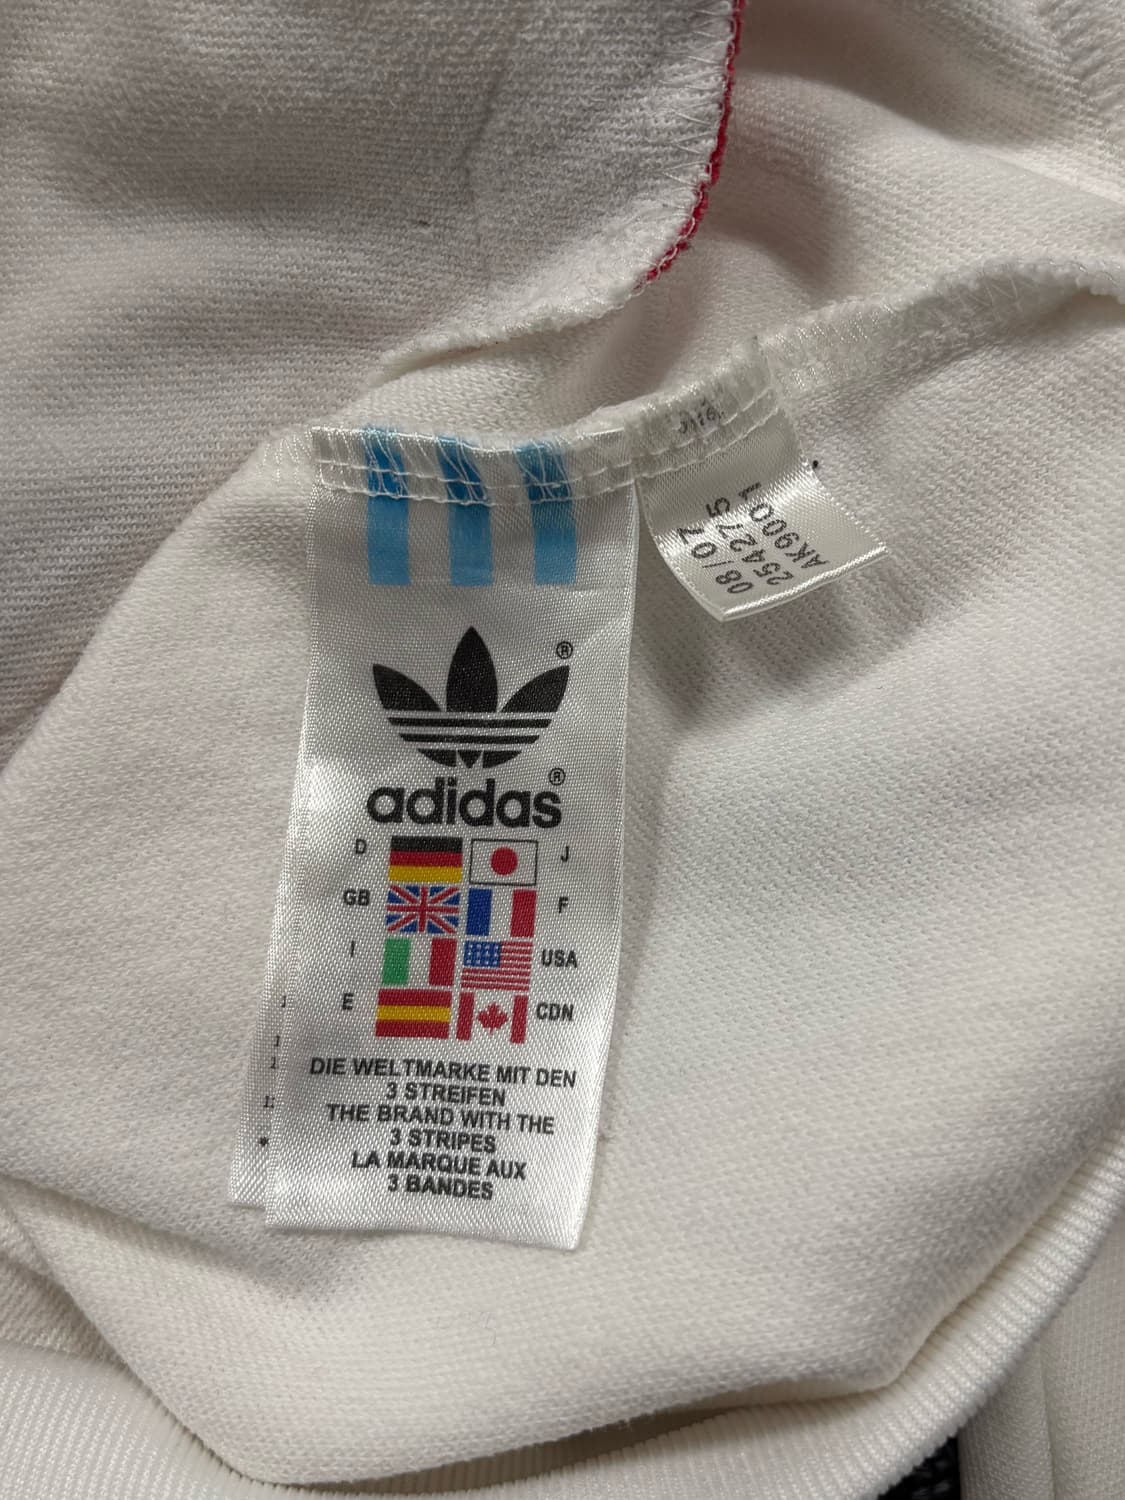 08/07
254275
AK9001
®
adidas®
D J
GB F
I USA
E CDN
DIE WELTMARKE MIT DEN
3 STREIFEN
THE BRAND WITH THE
3 STRIPES
LA MARQUE AUX
3 BANDES